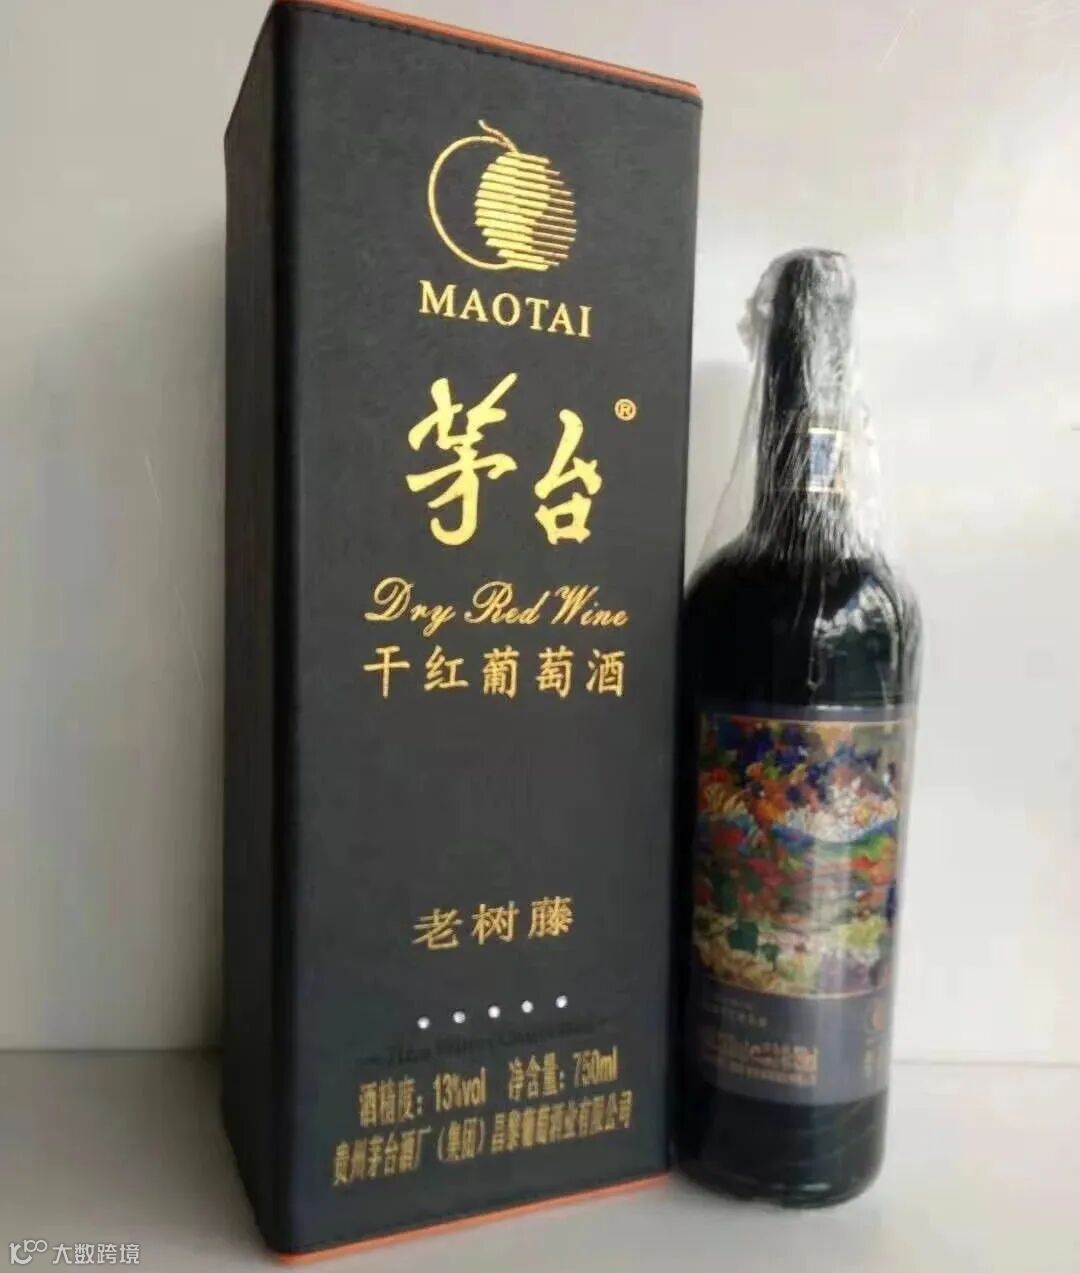 MAOTAI
茅台®
Dry Red Wine
干红葡萄酒
老树藤
酒精度：13%vol 净含量：750ml
贵州茅台酒厂（集团）昌黎葡萄酒业有限公司
大数跨境